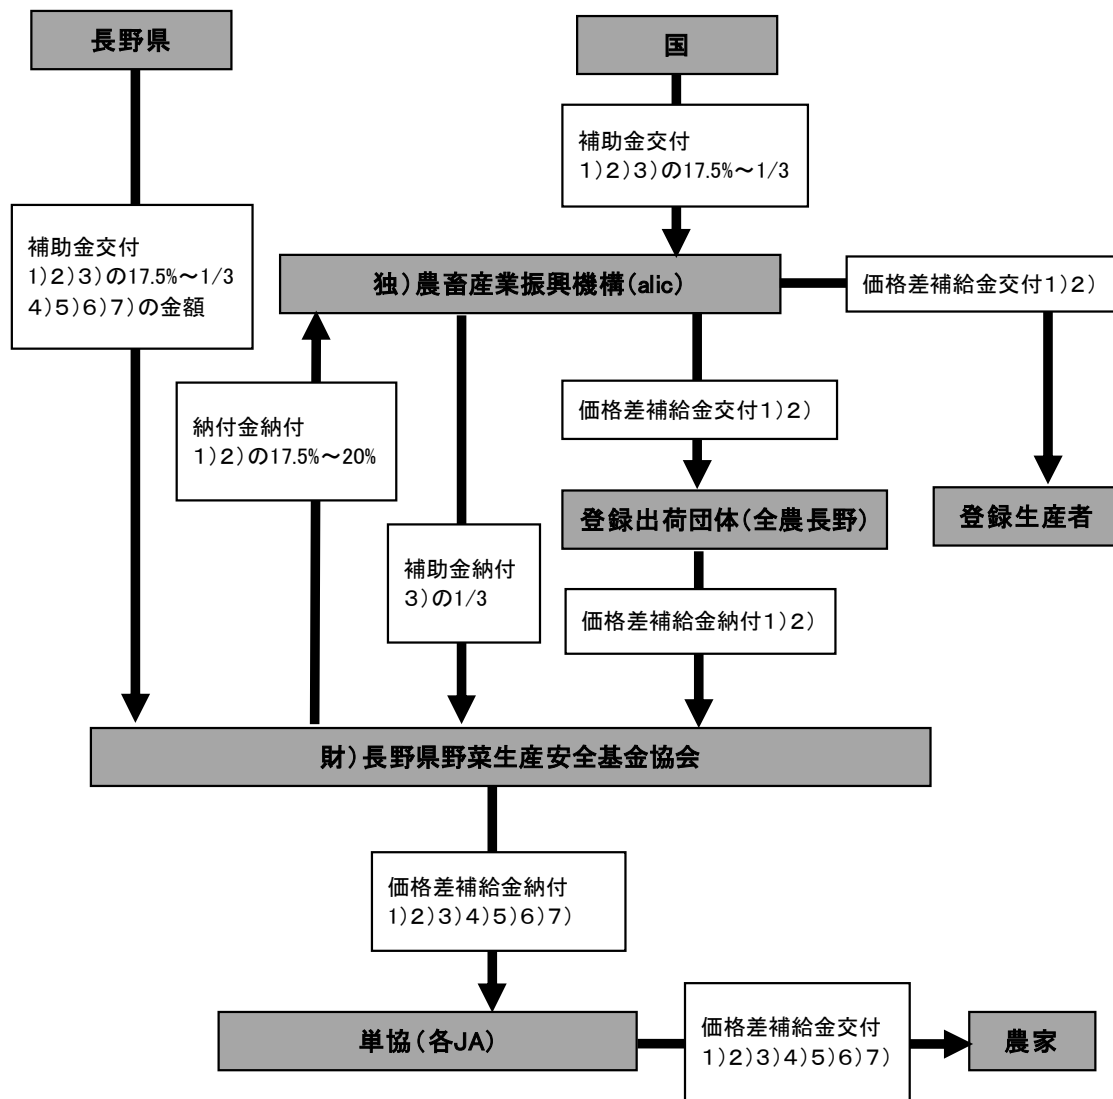 長野県
国
補助金交付
1)2)3)の17.5%～1/3
補助金交付
1)2)3)の17.5%～1/3
4)5)6)7)の金額
独）農畜産業振興機構(alic)
価格差補給金交付1)2)
納付金納付
1)2)の17.5%～20%
価格差補給金交付1)2)
登録出荷団体(全農長野)
登録生産者
補助金納付
3)の1/3
価格差補給金納付1)2)
財）長野県野菜生産安全基金協会
価格差補給金納付
1)2)3)4)5)6)7)
単協(各JA)
価格差補給金交付
1)2)3)4)5)6)7)
農家